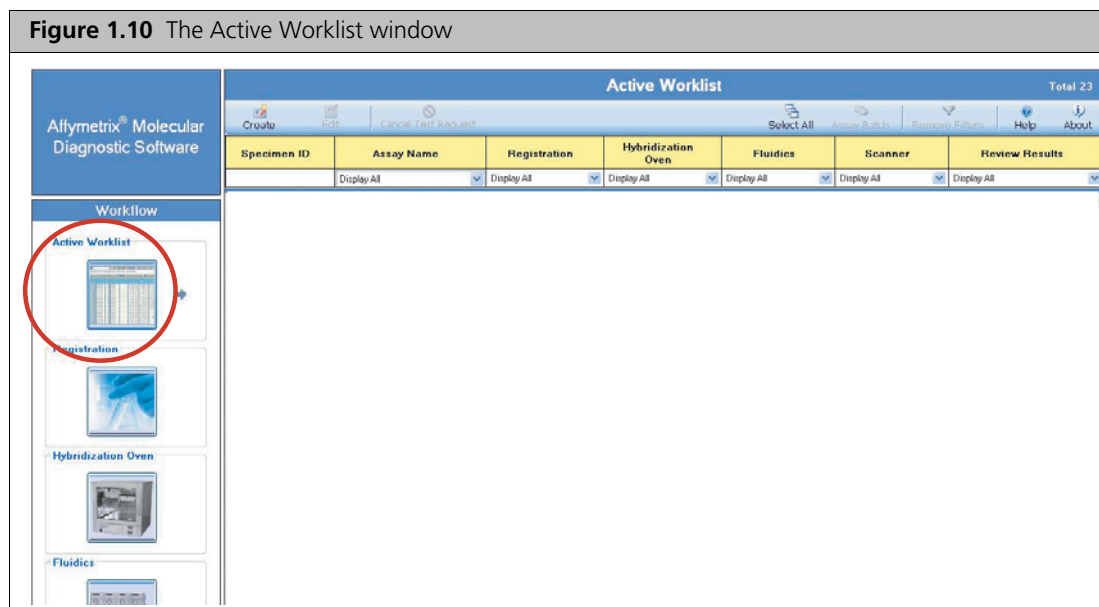 Figure 1.10 The Active Worklist window
Affymetrix® Molecular
Diagnostic Software
Active Worklist
Total 23
Create
Edit
Cancel Test Request
Select All
Assay Batch
Remove Filters
Help
About
Specimen ID
Assay Name
Registration
Hybridization
Oven
Fluidics
Scanner
Review Results
Display All
Display All
Display All
Display All
Display All
Display All
Workflow
Active Worklist
Registration
Hybridization Oven
Fluidics